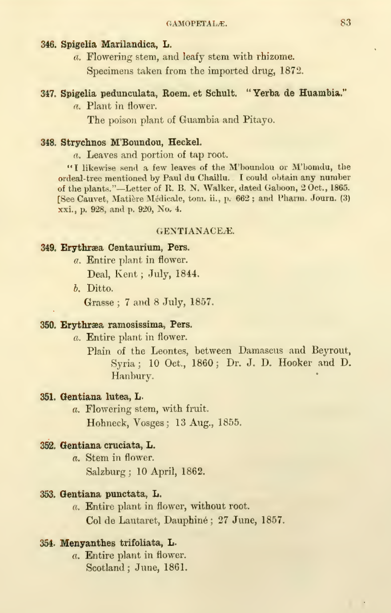 GAMOPETALÆ. 83
346. Spigelia Marilandica, L.
a. Flowering stem, and leafy stem with rhizome.
Specimens taken from the imported drug, 1872.
347. Spigelia pedunculata, Roem. et Schult. "Yerba de Huambia."
a. Plant in flower.
The poison plant of Guambia and Pitayo.
348. Strychnos M'Boundou, Heckel.
a. Leaves and portion of tap root.
"I likewise send a few leaves of the M'boundou or M'bomdu, the
ordeal-tree mentioned by Paul du Chaillu. I could obtain any number
of the plants."—Letter of R. B. N. Walker, dated Gaboon, 2 Oct., 1865.
[See Cauvet, Matière Médicale, tom. ii., p. 662; and Pharm. Journ. (3)
xxi., p. 928, and p. 920, No. 4.
GENTIANACEÆ.
349. Erythræa Centaurium, Pers.
a. Entire plant in flower.
Deal, Kent; July, 1844.
b. Ditto.
Grasse; 7 and 8 July, 1857.
350. Erythræa ramosissima, Pers.
a. Entire plant in flower.
Plain of the Leontes, between Damascus and Beyrout,
Syria; 10 Oct., 1860; Dr. J. D. Hooker and D.
Hanbury.
351. Gentiana lutea, L.
a. Flowering stem, with fruit.
Hohneck, Vosges; 13 Aug., 1855.
352. Gentiana cruciata, L.
a. Stem in flower.
Salzburg; 10 April, 1862.
353. Gentiana punctata, L.
a. Entire plant in flower, without root.
Col de Lautaret, Dauphiné; 27 June, 1857.
354. Menyanthes trifoliata, L.
a. Entire plant in flower.
Scotland; June, 1861.